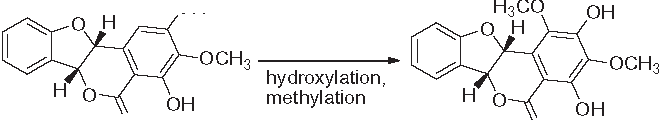 H₃CO
O
H
OH
O
H
OCH₃
OCH₃
H
O
OH
hydroxylation,
methylation
H
O
OH